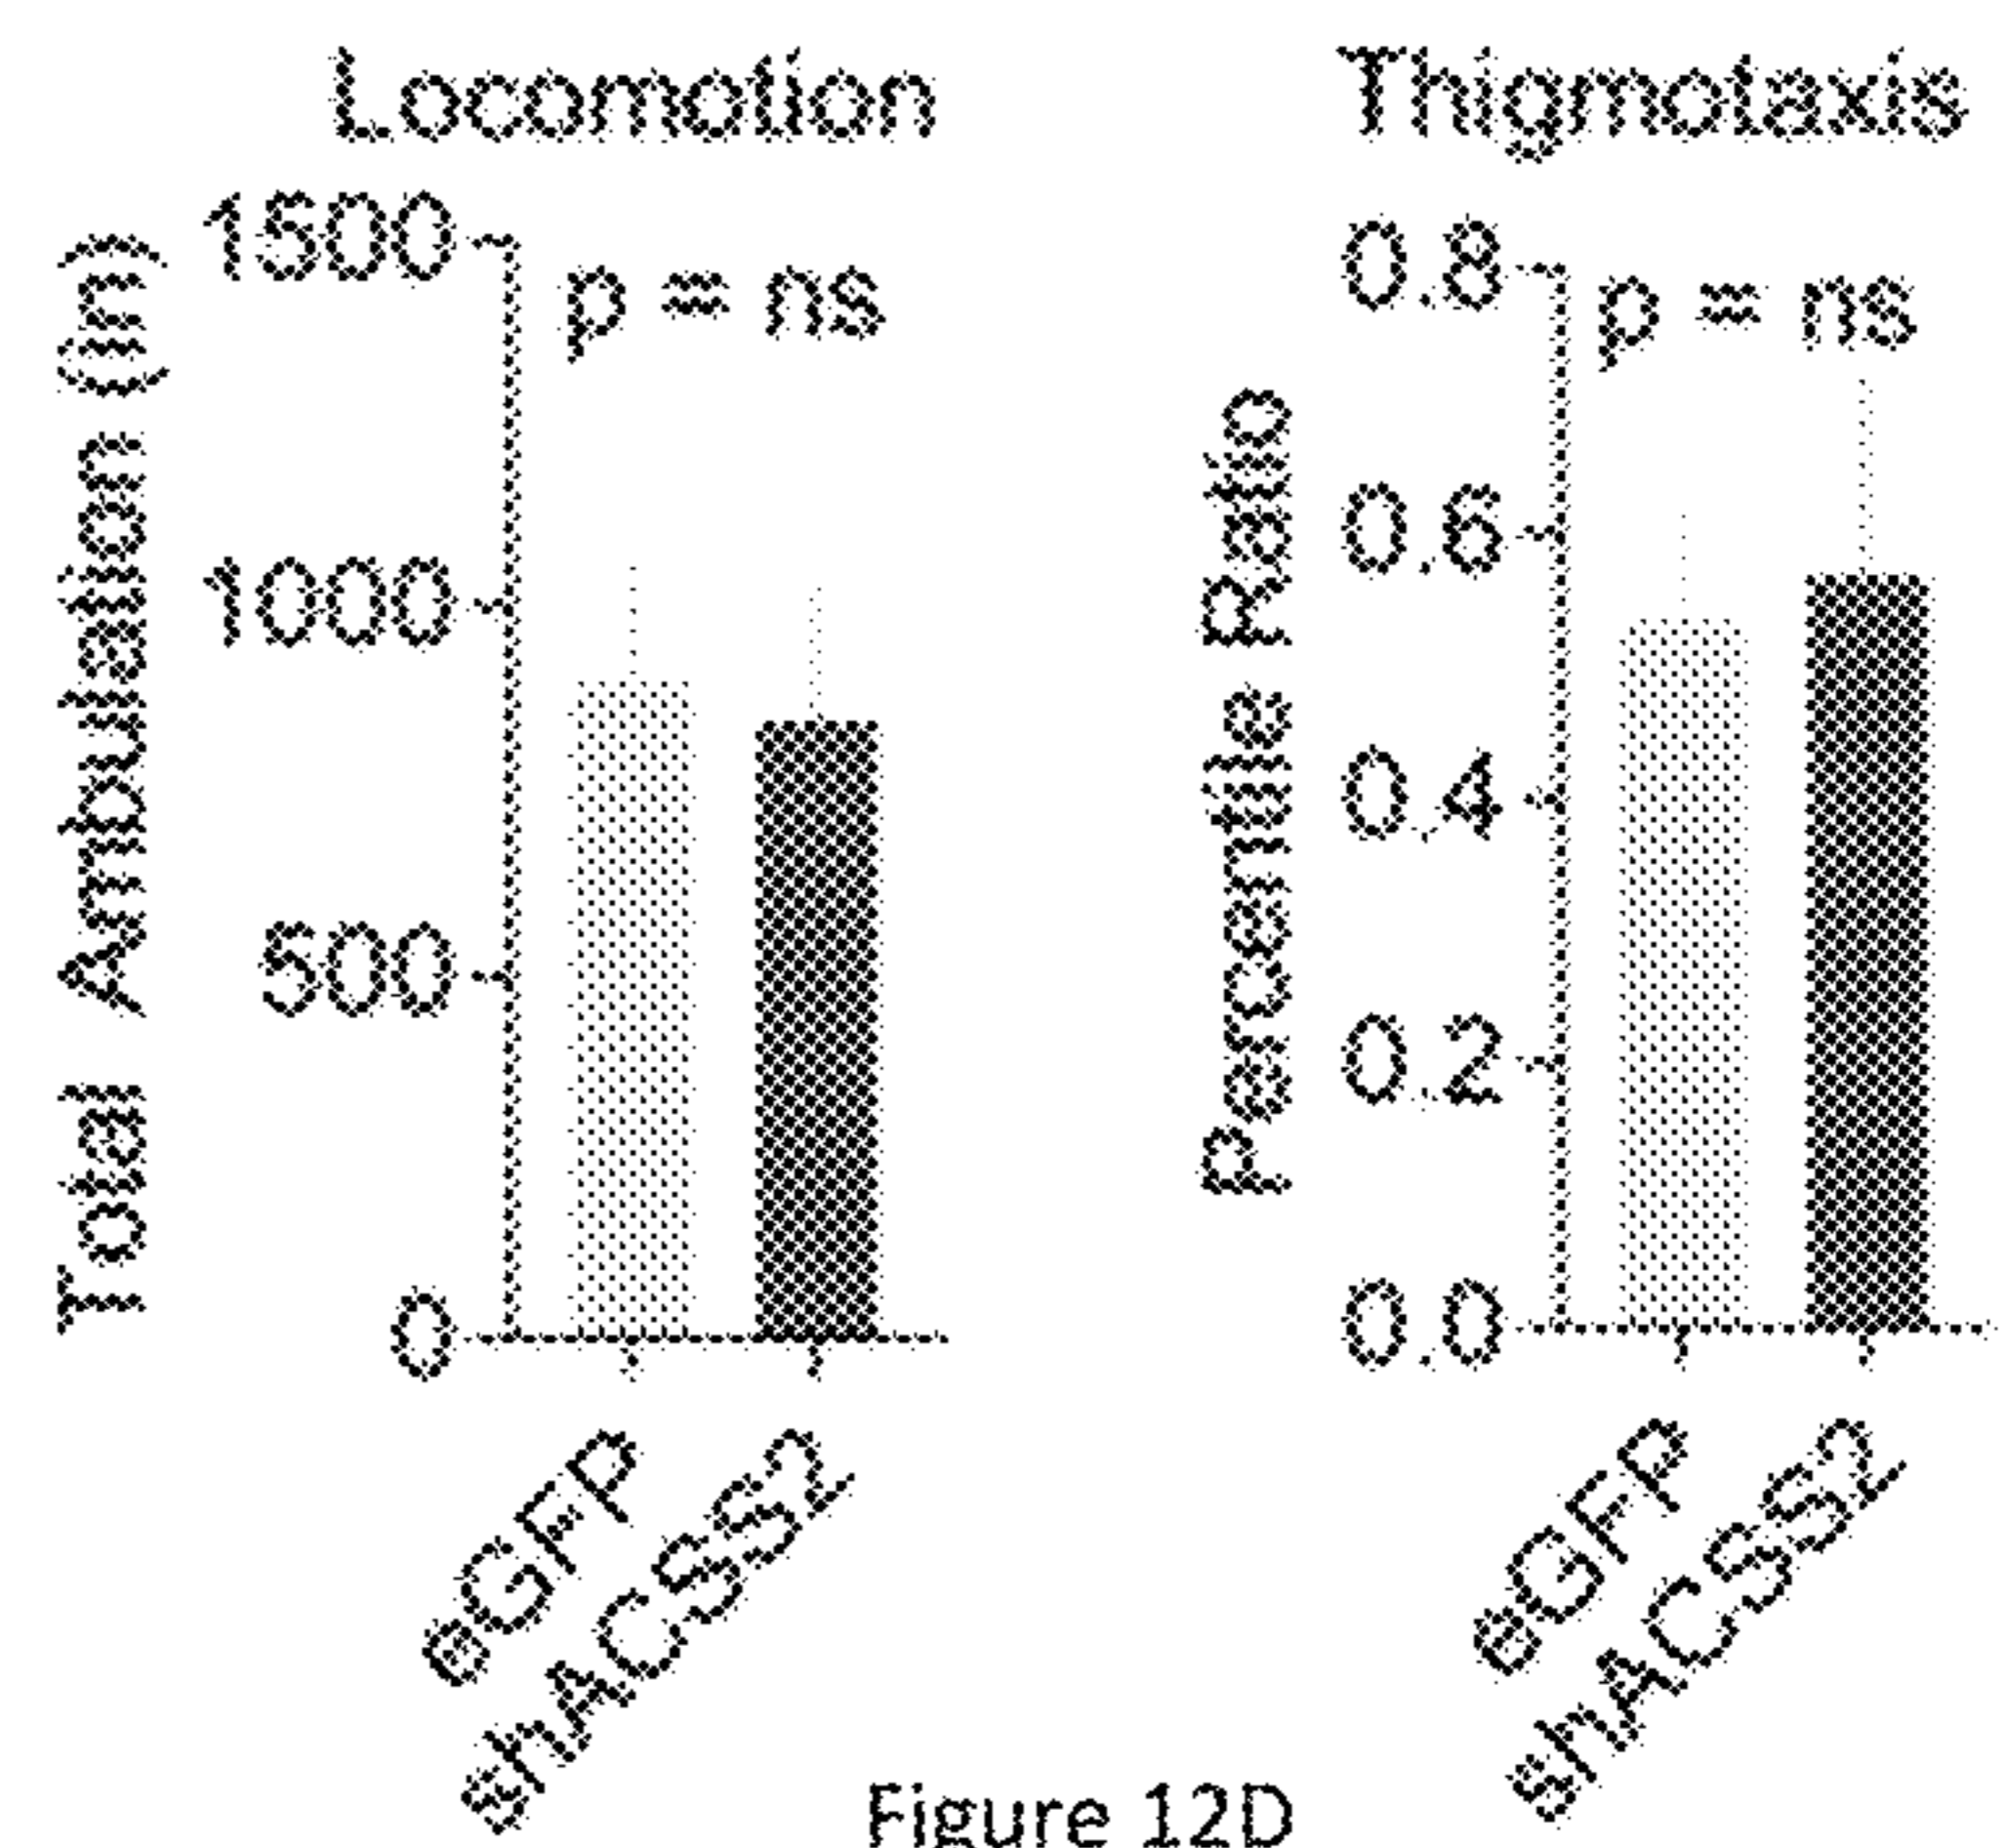 Locomotion
Total Ambulation (in)
1500
1000
500
0
p = ns
eGFP
shACSS2
Thigmotaxis
Percentile Ratio
0.8
0.6
0.4
0.2
0.0
p = ns
eGFP
shACSS2
Figure 12D